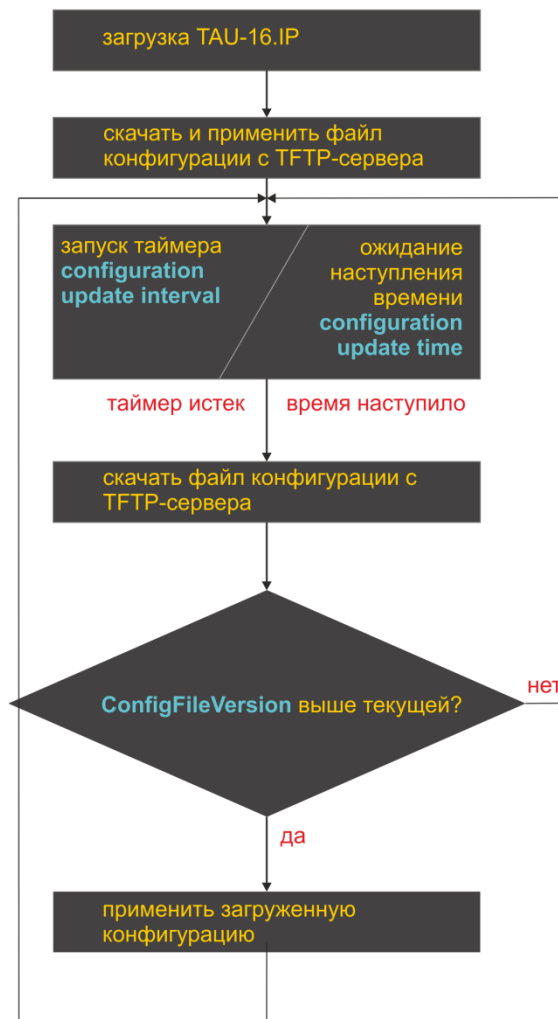 загрузка TAU-16.IP
скачать и применить файл
конфигурации с TFTP-сервера
запуск таймера
configuration
update interval
ожидание
наступления
времени
configuration
update time
таймер истек
время наступило
скачать файл конфигурации с
TFTP-сервера
ConfigFileVersion выше текущей?
нет
да
применить загруженную
конфигурацию